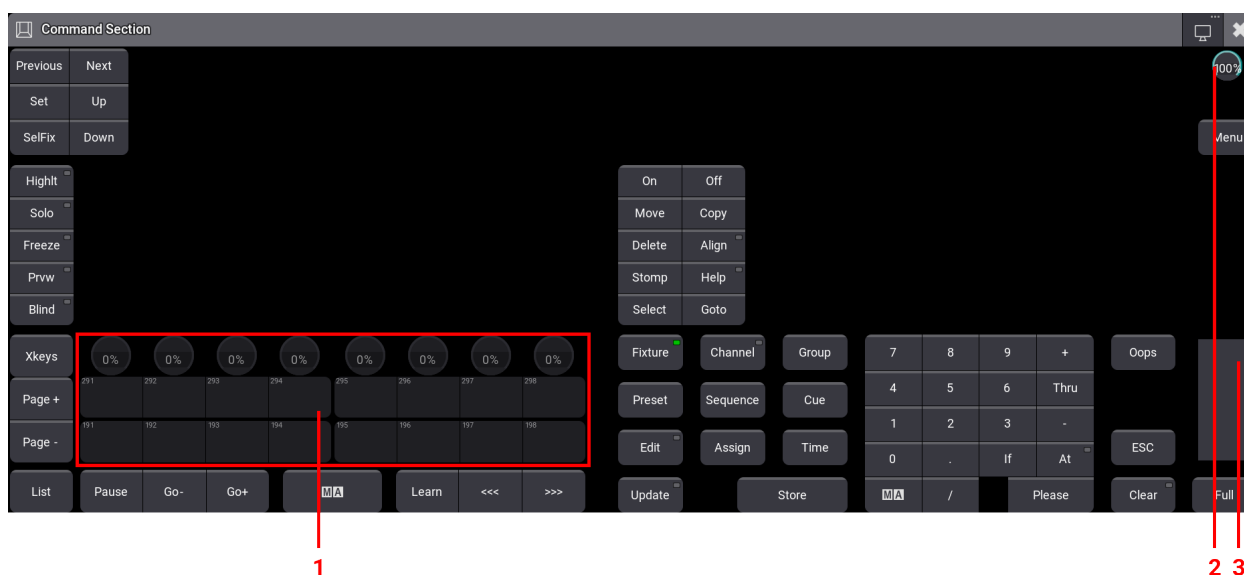 Command Section
Previous Next
100%
Set Up
SelFix Down
Menu
Highlt
On Off
Solo
Move Copy
Freeze
Delete Align
Prvw
Stomp Help
Blind
Select Goto
Xkeys 0% 0% 0% 0% 0% 0% 0% 0% Fixture Channel Group 7 8 9 + Oops
291 292 293 294 295 296 297 298
Page + Preset Sequence Cue 4 5 6 Thru
191 192 193 194 195 196 197 198
1 2 3 -
Page - Edit Assign Time ESC
0 . If At
List Pause Go- Go+ MA Learn <<< >>> Update Store MA / Please Clear Full
1 2 3